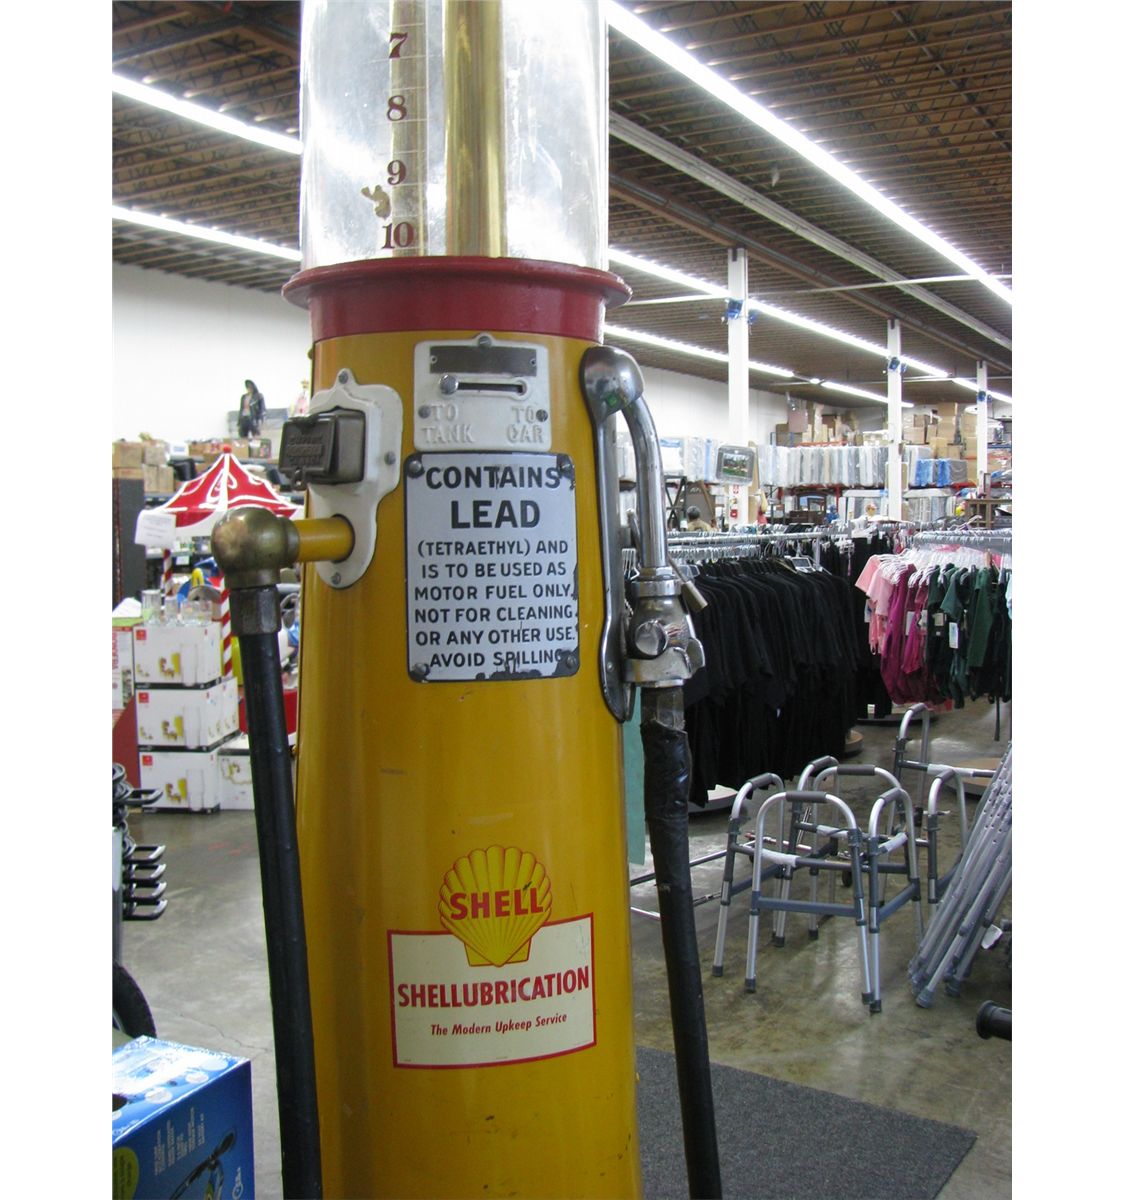 7
8
9
10
TO TO
TANK CAR
CONTAINS
LEAD
(TETRAETHYL) AND
IS TO BE USED AS
MOTOR FUEL ONLY.
NOT FOR CLEANING
OR ANY OTHER USE.
AVOID SPILLING
SHELL
SHELLUBRICATION
The Modern Upkeep Service